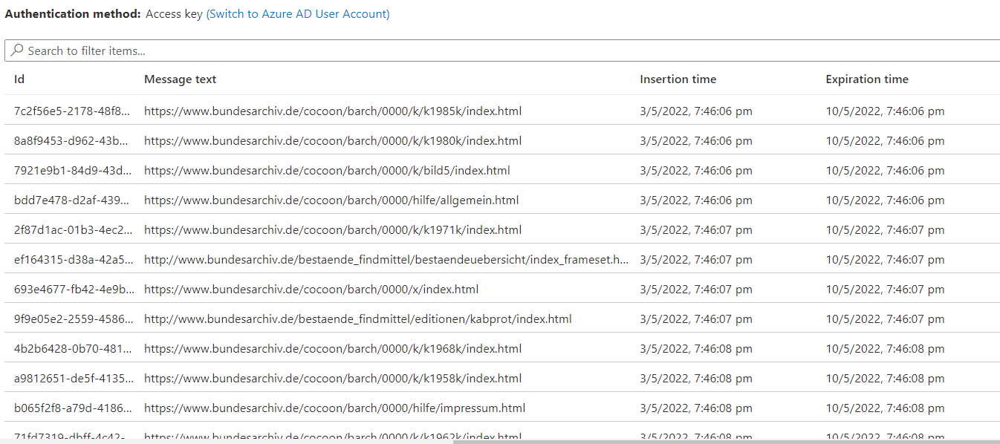 Authentication method: Access key (Switch to Azure AD User Account)
Search to filter items...
Id Message text Insertion time Expiration time
7c2f56e5-2178-48f8... https://www.bundesarchiv.de/cocoon/barch/0000/k/k1985k/index.html 3/5/2022, 7:46:06 pm 10/5/2022, 7:46:06 pm
8a8f9453-d962-43b... https://www.bundesarchiv.de/cocoon/barch/0000/k/k1980k/index.html 3/5/2022, 7:46:06 pm 10/5/2022, 7:46:06 pm
7921e9b1-84d9-43d... https://www.bundesarchiv.de/cocoon/barch/0000/k/bild5/index.html 3/5/2022, 7:46:06 pm 10/5/2022, 7:46:06 pm
bdd7e478-d2af-439... https://www.bundesarchiv.de/cocoon/barch/0000/hilfe/allgemein.html 3/5/2022, 7:46:06 pm 10/5/2022, 7:46:06 pm
2f87d1ac-01b3-4ec2... https://www.bundesarchiv.de/cocoon/barch/0000/k/k1971k/index.html 3/5/2022, 7:46:07 pm 10/5/2022, 7:46:07 pm
ef164315-d38a-42a5... http://www.bundesarchiv.de/bestaende_findmittel/bestaendeuebersicht/index_frameset.h... 3/5/2022, 7:46:07 pm 10/5/2022, 7:46:07 pm
693e4677-fb42-4e9b... https://www.bundesarchiv.de/cocoon/barch/0000/x/index.html 3/5/2022, 7:46:07 pm 10/5/2022, 7:46:07 pm
9f9e05e2-2559-4586... http://www.bundesarchiv.de/bestaende_findmittel/editionen/kabprot/index.html 3/5/2022, 7:46:07 pm 10/5/2022, 7:46:07 pm
4b2b6428-0b70-481... https://www.bundesarchiv.de/cocoon/barch/0000/k/k1968k/index.html 3/5/2022, 7:46:08 pm 10/5/2022, 7:46:08 pm
a9812651-de5f-4135... https://www.bundesarchiv.de/cocoon/barch/0000/k/k1958k/index.html 3/5/2022, 7:46:08 pm 10/5/2022, 7:46:08 pm
b065f2f8-a79d-4186... https://www.bundesarchiv.de/cocoon/barch/0000/hilfe/impressum.html 3/5/2022, 7:46:08 pm 10/5/2022, 7:46:08 pm
71fd7319-dbff-4c42-... https://www.bundesarchiv.de/cocoon/barch/0000/k/k1962k/index.html 3/5/2022, 7:46:08 pm 10/5/2022, 7:46:08 pm